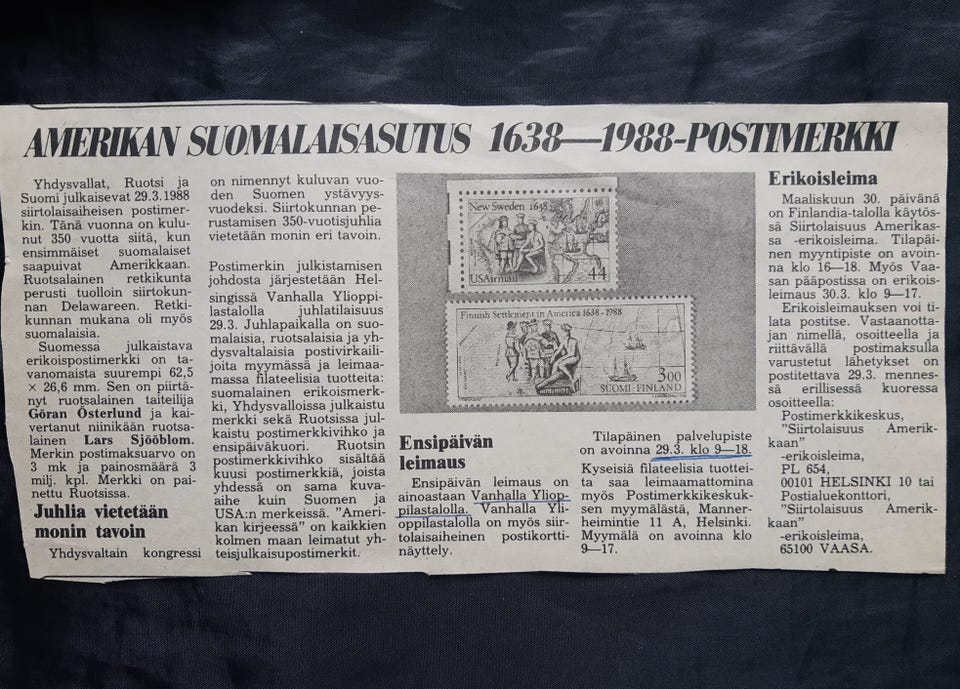 AMERIKAN SUOMALAISASUTUS 1638—1988-POSTIMERKKI
Yhdysvallat, Ruotsi ja
Suomi julkaisevat 29.3.1988
siirtolaisaiheisen postimer-
kin. Tänä vuonna on kulu-
nut 350 vuotta siitä, kun
ensimmäiset suomalaiset
saapuivat Amerikkaan.
Ruotsalainen retkikunta
perusti tuolloin siirtokun-
nan Delawareen. Retki-
kunnan mukana oli myös
suomalaisia.
Suomessa julkaistava
erikoispostimerkki on ta-
vanomaista suurempi 62,5
× 26,6 mm. Sen on piirtä-
nyt ruotsalainen taiteilija
Göran Österlund ja kai-
vertanut niinikään ruotsa-
lainen Lars Sjööblom.
Merkin postimaksuarvo on
3 mk ja painosmäärä 3
milj. kpl. Merkki on pai-
nettu Ruotsissa.
Juhlia vietetään
monin tavoin
Yhdysvaltain kongressi
on nimennyt kuluvan vuo-
den Suomen ystävyys-
vuodeksi. Siirtokunnan pe-
rustamisen 350-vuotisjuhlia
vietetään monin eri tavoin.
Postimerkin julkistamisen
johdosta järjestetään Hel-
singissä Vanhalla Ylioppi-
lastalolla juhlatilaisuus
29.3. Juhlapaikalla on suo-
malaisia, ruotsalaisia ja yh-
dysvaltalaisia postivirkaili-
joita myymässä ja leimaa-
massa filateelisia tuotteita:
suomalainen erikoismerk-
ki, Yhdysvalloissa julkaistu
merkki sekä Ruotsissa jul-
kaistu postimerkkivihko ja
ensipäiväkuori. Ruotsin
postimerkkivihko sisältää
kuusi postimerkkiä, joista
yhdessä on sama kuva-
aihe kuin Suomen ja
USA:n merkeissä. "Ameri-
kan kirjeessä" on kaikkien
kolmen maan leimatut yh-
teisjulkaisupostimerkit.
New Sweden 1638
USAirmail 44
Finnish Settlement in America 1638-1988
3,00
SUOMI FINLAND
Ensipäivän
leimaus
Ensipäivän leimaus on
ainoastaan Vanhalla Yliop-
pilastalolla. Vanhalla Yli-
oppilastalolla on myös siir-
tolaisaiheinen postikortti-
näyttely.
Tilapäinen palvelupiste
on avoinna 29.3. klo 9—18.
Kyseisiä filateelisia tuottei-
ta saa leimaamattomina
myös Postimerkkikeskuk-
sen myymälästä, Manner-
heimintie 11 A, Helsinki.
Myymälä on avoinna klo
9—17.
Erikoisleima
Maaliskuun 30. päivänä
on Finlandia-talolla käytös-
sä Siirtolaisuus Amerikas-
sa -erikoisleima. Tilapäi-
nen myyntipiste on avoin-
na klo 16—18. Myös Vaa-
san pääpostissa on erikois-
leimaus 30.3. klo 9—17.
Erikoisleimauksen voi ti-
lata postitse. Vastaanotta-
jan nimellä, osoitteella ja
riittävällä postimaksulla
varustetut lähetykset on
postitettava 29.3. mennes-
sä erillisessä kuoressa
osoitteella:
Postimerkkikeskus,
"Siirtolaisuus Amerik-
kaan"
-erikoisleima,
PL 654,
00101 HELSINKI 10 tai
Postialuekonttori,
"Siirtolaisuus Amerik-
kaan"
-erikoisleima,
65100 VAASA.